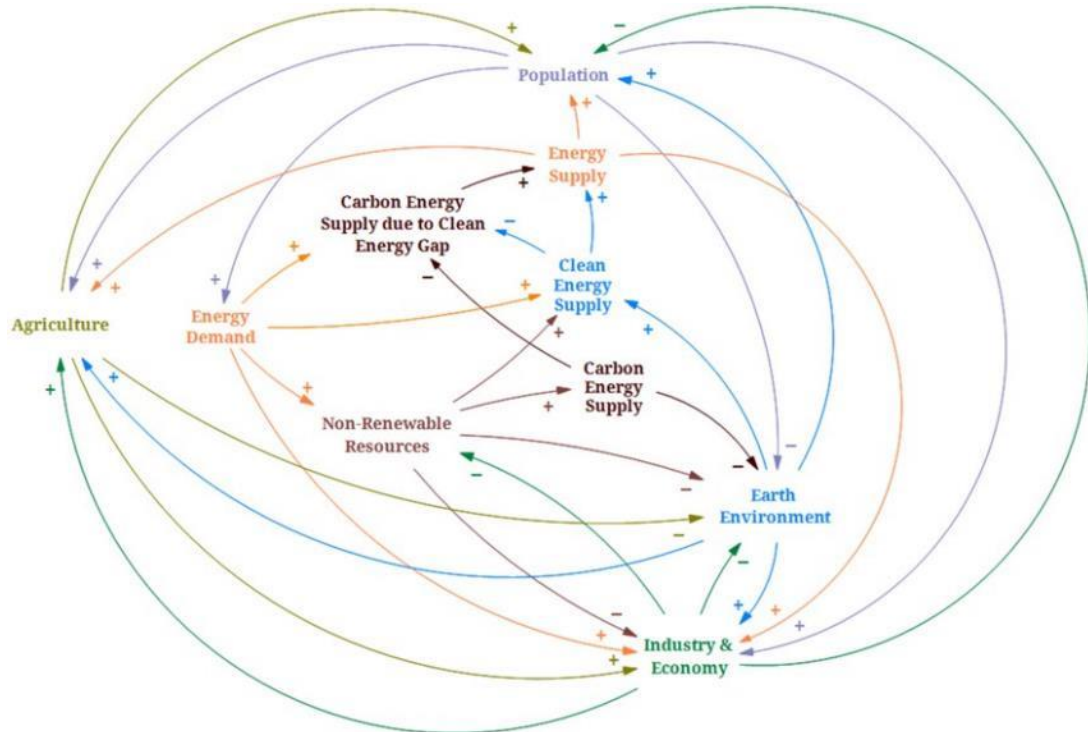 Population
Energy
Supply
Carbon Energy
Supply due to Clean
Energy Gap
Clean
Energy
Supply
Agriculture
Energy
Demand
Carbon
Energy
Supply
Non-Renewable
Resources
Earth
Environment
Industry &
Economy